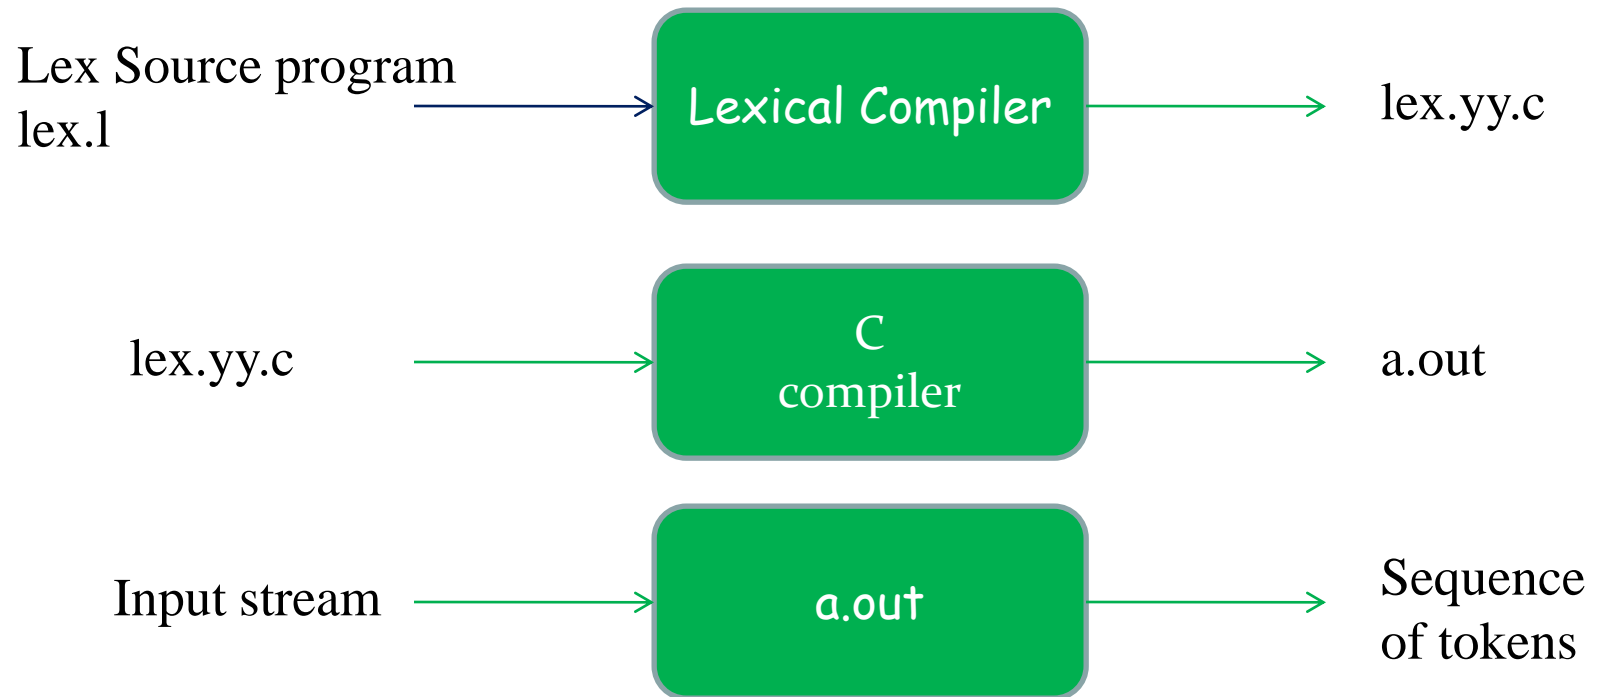 Lex Source program
lex.l
Lexical Compiler
lex.yy.c
lex.yy.c
C
compiler
a.out
Input stream
a.out
Sequence
of tokens